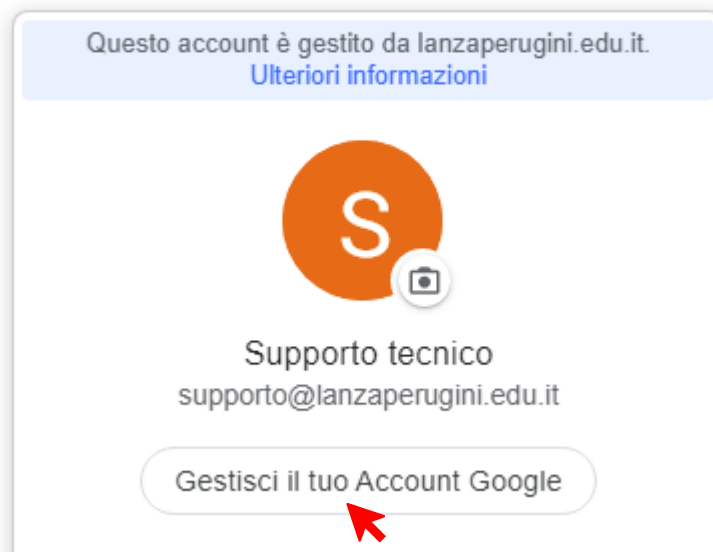 Questo account è gestito da lanzaperugini.edu.it.
Ulteriori informazioni
S
Supporto tecnico
supporto@lanzaperugini.edu.it
Gestisci il tuo Account Google